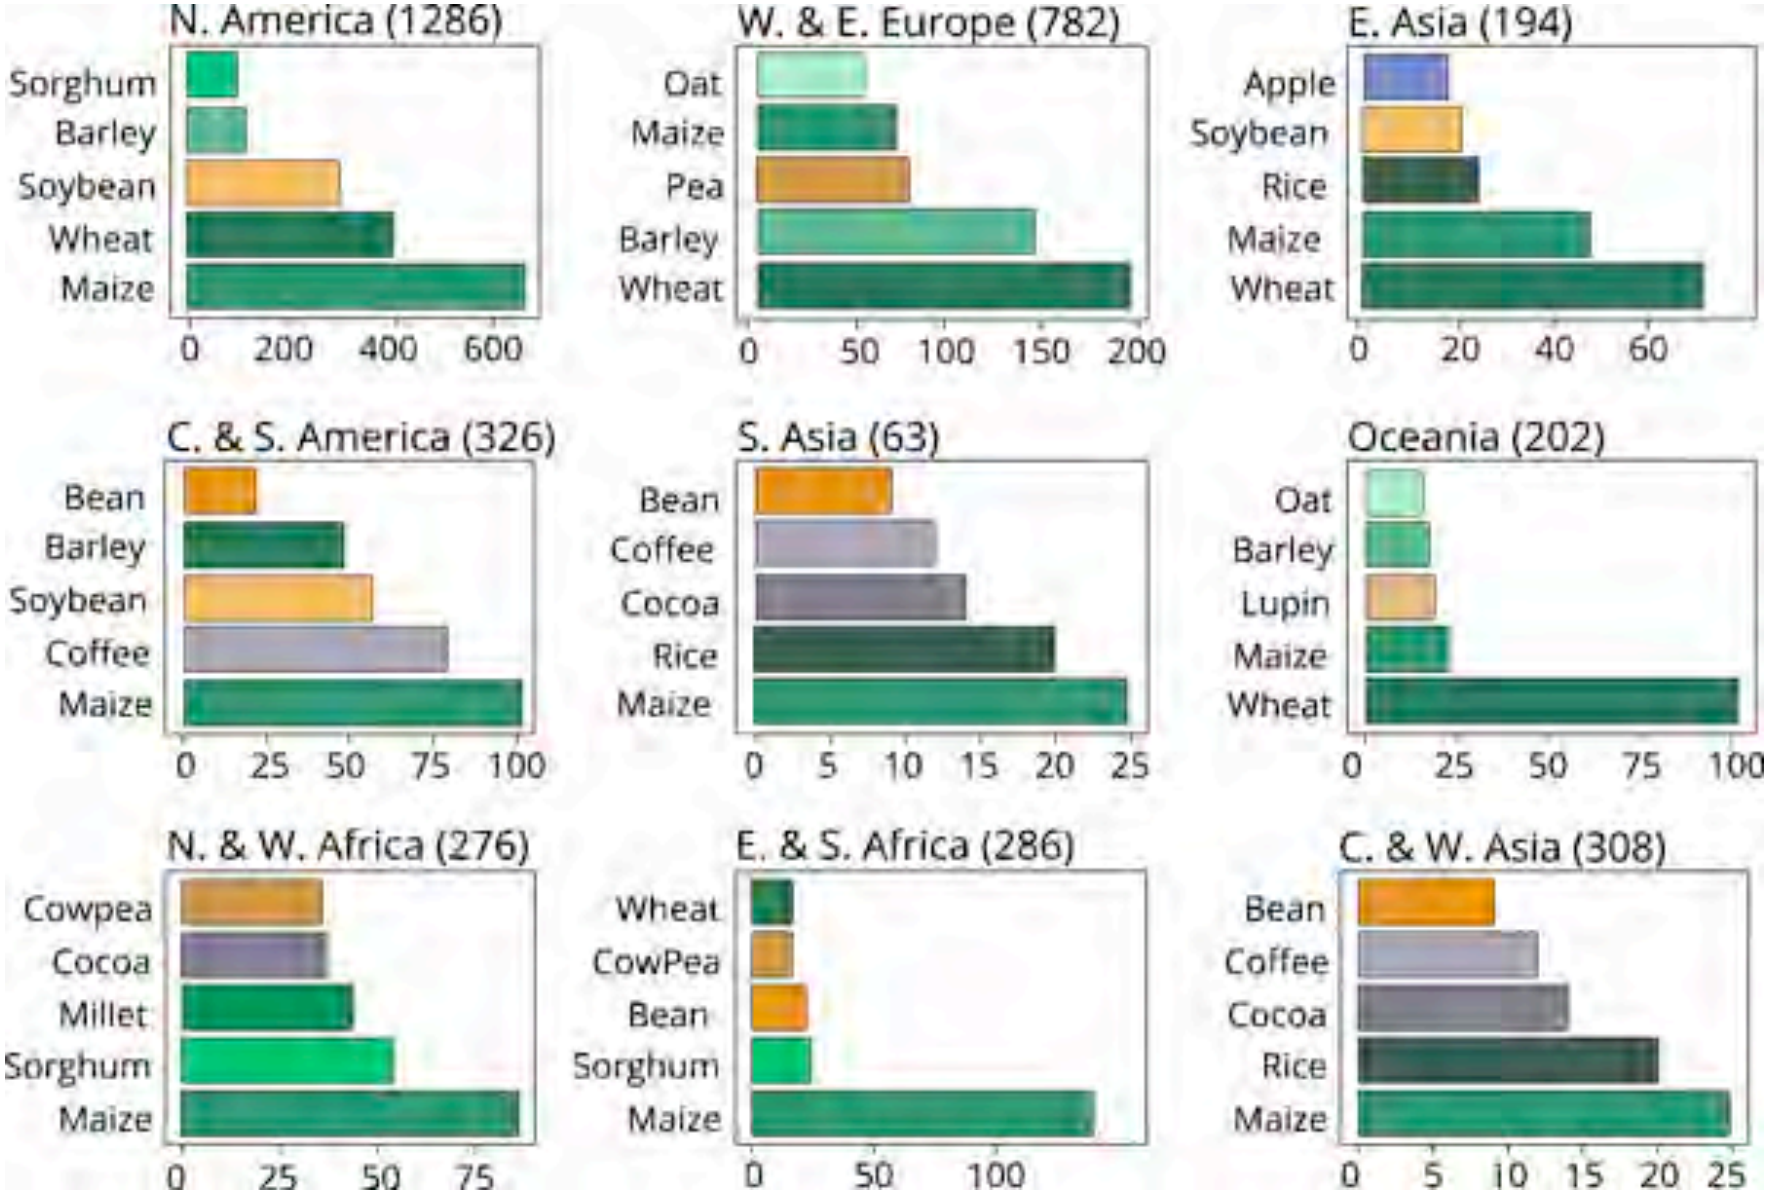 N. America (1286)
Sorghum
Barley
Soybean
Wheat
Maize
0 200 400 600
W. & E. Europe (782)
Oat
Maize
Pea
Barley
Wheat
0 50 100 150 200
E. Asia (194)
Apple
Soybean
Rice
Maize
Wheat
0 20 40 60
C. & S. America (326)
Bean
Barley
Soybean
Coffee
Maize
0 25 50 75 100
S. Asia (63)
Bean
Coffee
Cocoa
Rice
Maize
0 5 10 15 20 25
Oceania (202)
Oat
Barley
Lupin
Maize
Wheat
0 25 50 75 100
N. & W. Africa (276)
Cowpea
Cocoa
Millet
Sorghum
Maize
0 25 50 75
E. & S. Africa (286)
Wheat
CowPea
Bean
Sorghum
Maize
0 50 100
C. & W. Asia (308)
Bean
Coffee
Cocoa
Rice
Maize
0 5 10 15 20 25